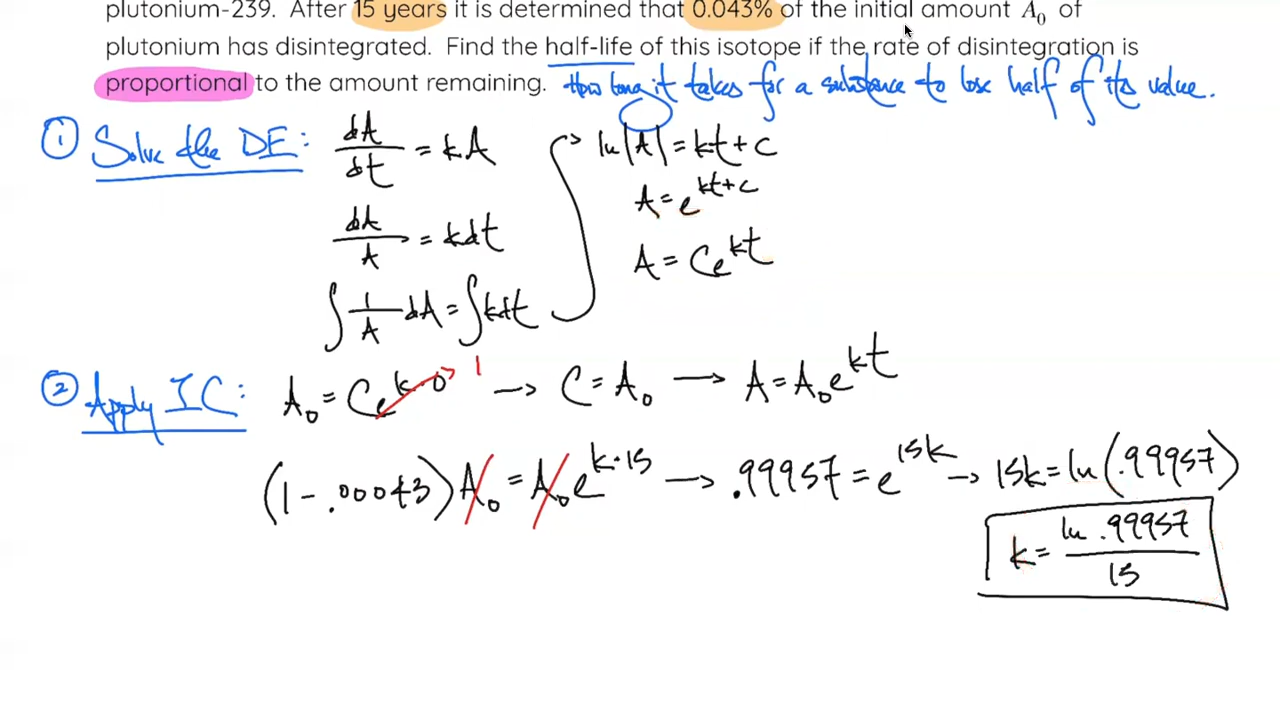 plutonium-239. After 15 years it is determined that 0.043% of the initial amount A₀ of
plutonium has disintegrated. Find the half-life of this isotope if the rate of disintegration is
proportional to the amount remaining. How long it takes for a substance to lose half of its value.
① Solve the DE: dA/dt = kA
dA/A = kdt
∫ 1/A dA = ∫kdt
ln|A| = kt + c
A = e^(kt+c)
A = Ce^(kt)
② Apply IC: A₀ = Ce^(k·0) 1 → C = A₀ → A = A₀e^(kt)
(1 - .00043)A₀ = A₀e^(k·15) → .99957 = e^(15k) → 15k = ln(.99957)
k = ln .99957 / 15